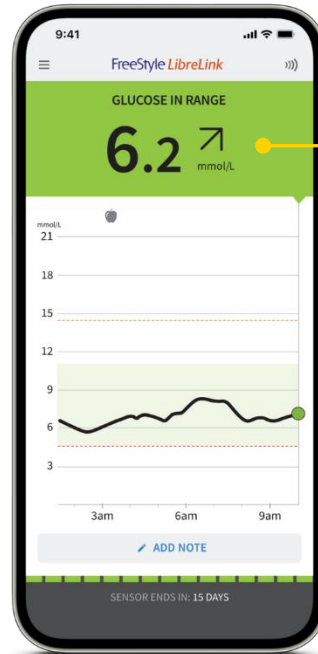 9:41
FreeStyle LibreLink
GLUCOSE IN RANGE
6.2
mmol/L
mmol/L
21
18
15
12
9
6
3
3am 6am 9am
ADD NOTE
SENSOR ENDS IN: 15 DAYS